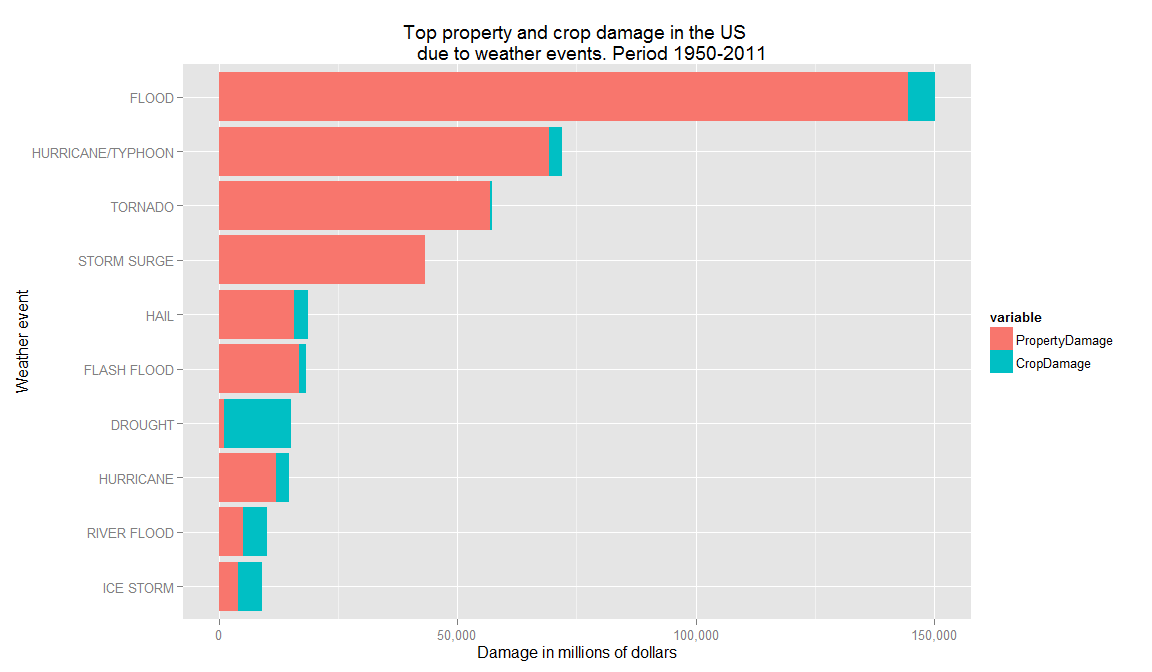 Top property and crop damage in the US
due to weather events. Period 1950-2011
FLOOD
HURRICANE/TYPHOON
TORNADO
STORM SURGE
HAIL
FLASH FLOOD
DROUGHT
HURRICANE
RIVER FLOOD
ICE STORM
Weather event
0
50,000
100,000
150,000
Damage in millions of dollars
variable
PropertyDamage
CropDamage